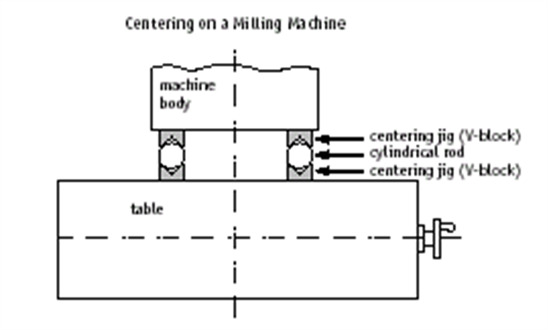 Centering on a Milling Machine
machine
body
centering jig (V-block)
cylindrical rod
centering jig (V-block)
table